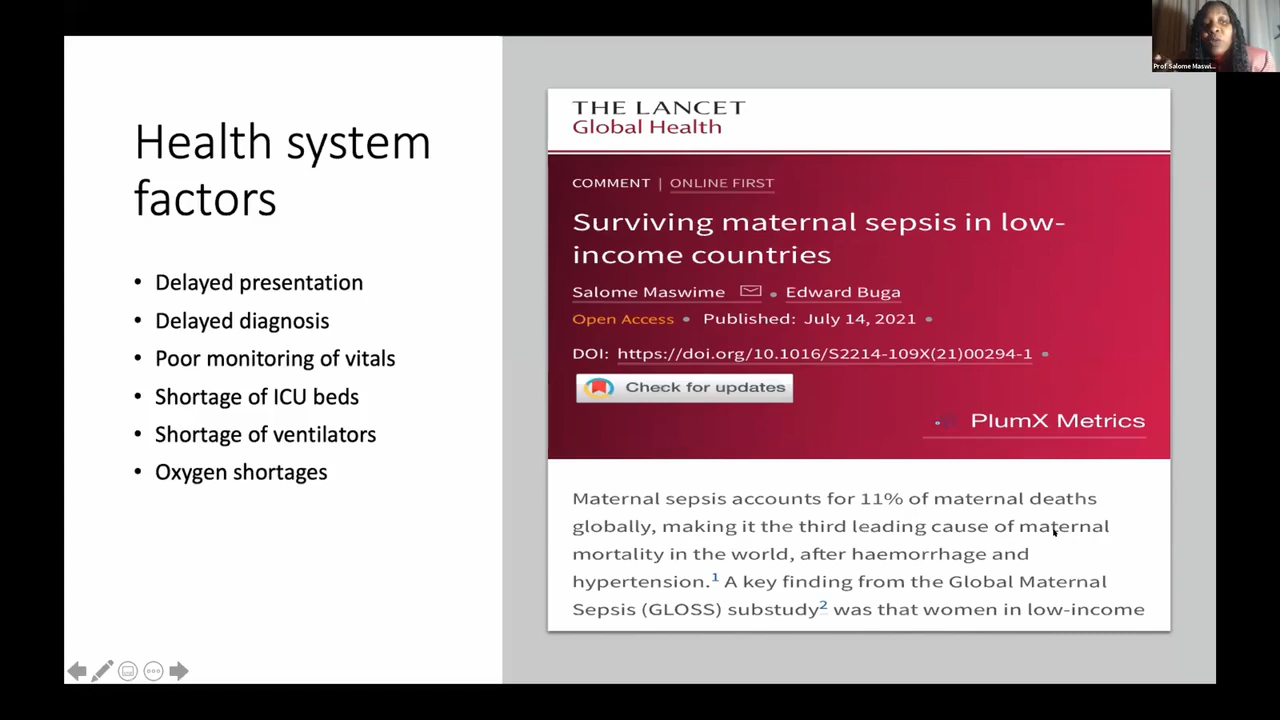 Prof Salome Maswi...
Health system
factors
• Delayed presentation
• Delayed diagnosis
• Poor monitoring of vitals
• Shortage of ICU beds
• Shortage of ventilators
• Oxygen shortages
THE LANCET
Global Health
COMMENT | ONLINE FIRST
Surviving maternal sepsis in low-
income countries
Salome Maswime • Edward Buga
Open Access • Published: July 14, 2021 •
DOI: https://doi.org/10.1016/S2214-109X(21)00294-1 •
Check for updates
PlumX Metrics
Maternal sepsis accounts for 11% of maternal deaths
globally, making it the third leading cause of maternal
mortality in the world, after haemorrhage and
hypertension.1 A key finding from the Global Maternal
Sepsis (GLOSS) substudy2 was that women in low-income